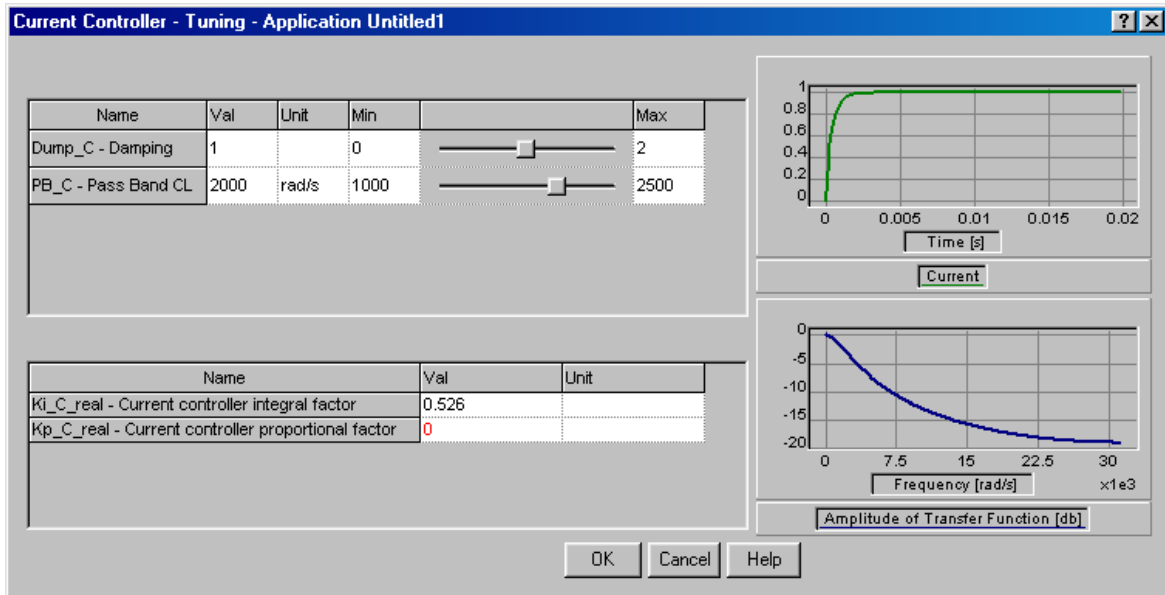 Current Controller - Tuning - Application Untitled1
Name Val Unit Min Max
Dump_C - Damping 1 0 2
PB_C - Pass Band CL 2000 rad/s 1000 2500
Name Val Unit
Ki_C_real - Current controller integral factor 0.526
Kp_C_real - Current controller proportional factor 0
1
0.8
0.6
0.4
0.2
0
0 0.005 0.01 0.015 0.02
Time [s]
Current
0
-5
-10
-15
-20
0 7.5 15 22.5 30
Frequency [rad/s] ×1e3
Amplitude of Transfer Function [db]
OK Cancel Help